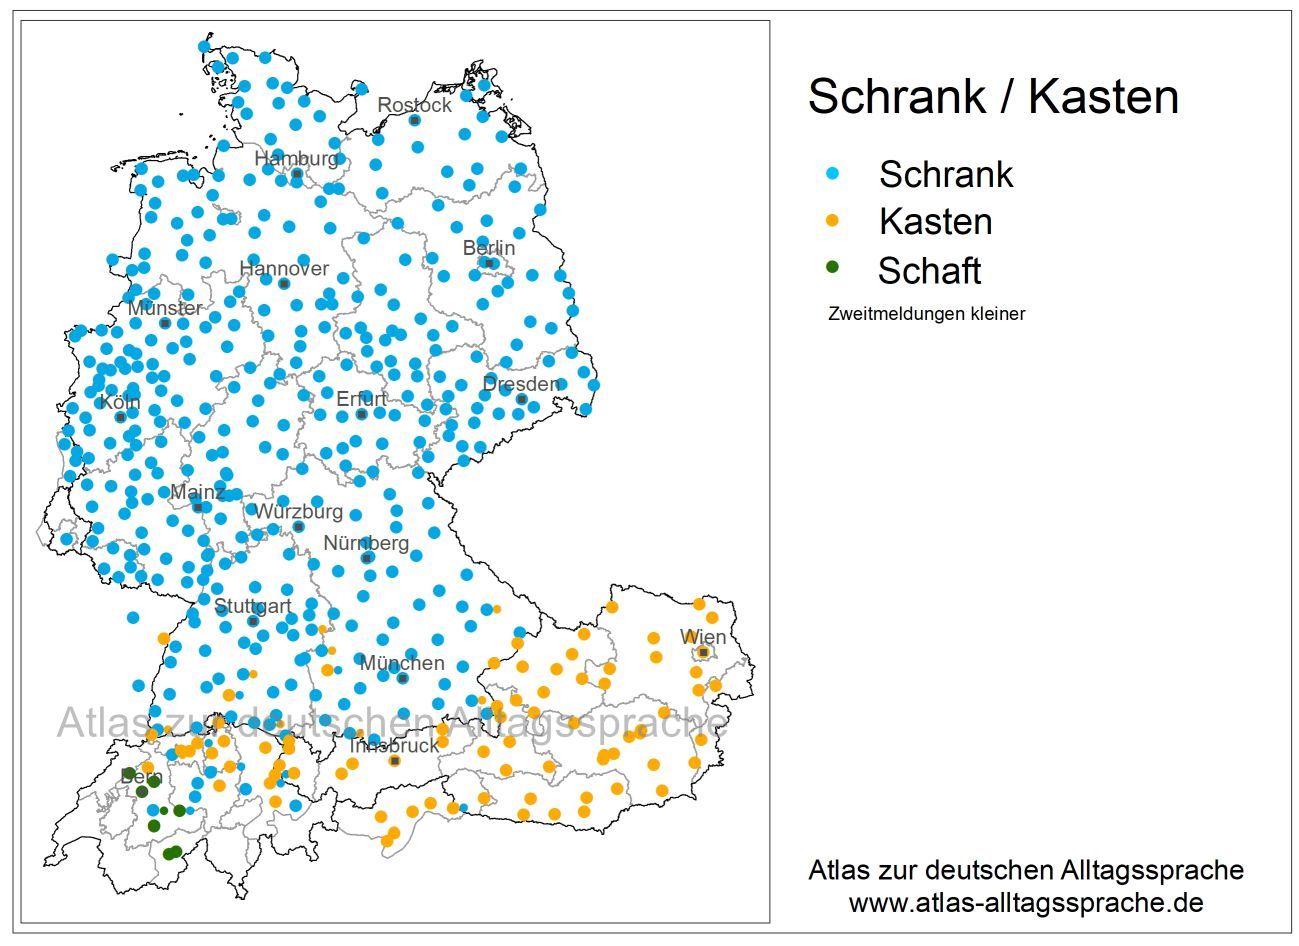 Schrank / Kasten
Schrank
Kasten
Schaft
Zweitmeldungen kleiner
Rostock
Hamburg
Berlin
Hannover
Münster
Dresden
Köln
Erfurt
Mainz
Würzburg
Nürnberg
Stuttgart
Wien
München
Atlas zur deutschen Alltagssprache
Innsbruck
Bern
Atlas zur deutschen Alltagssprache
www.atlas-alltagssprache.de